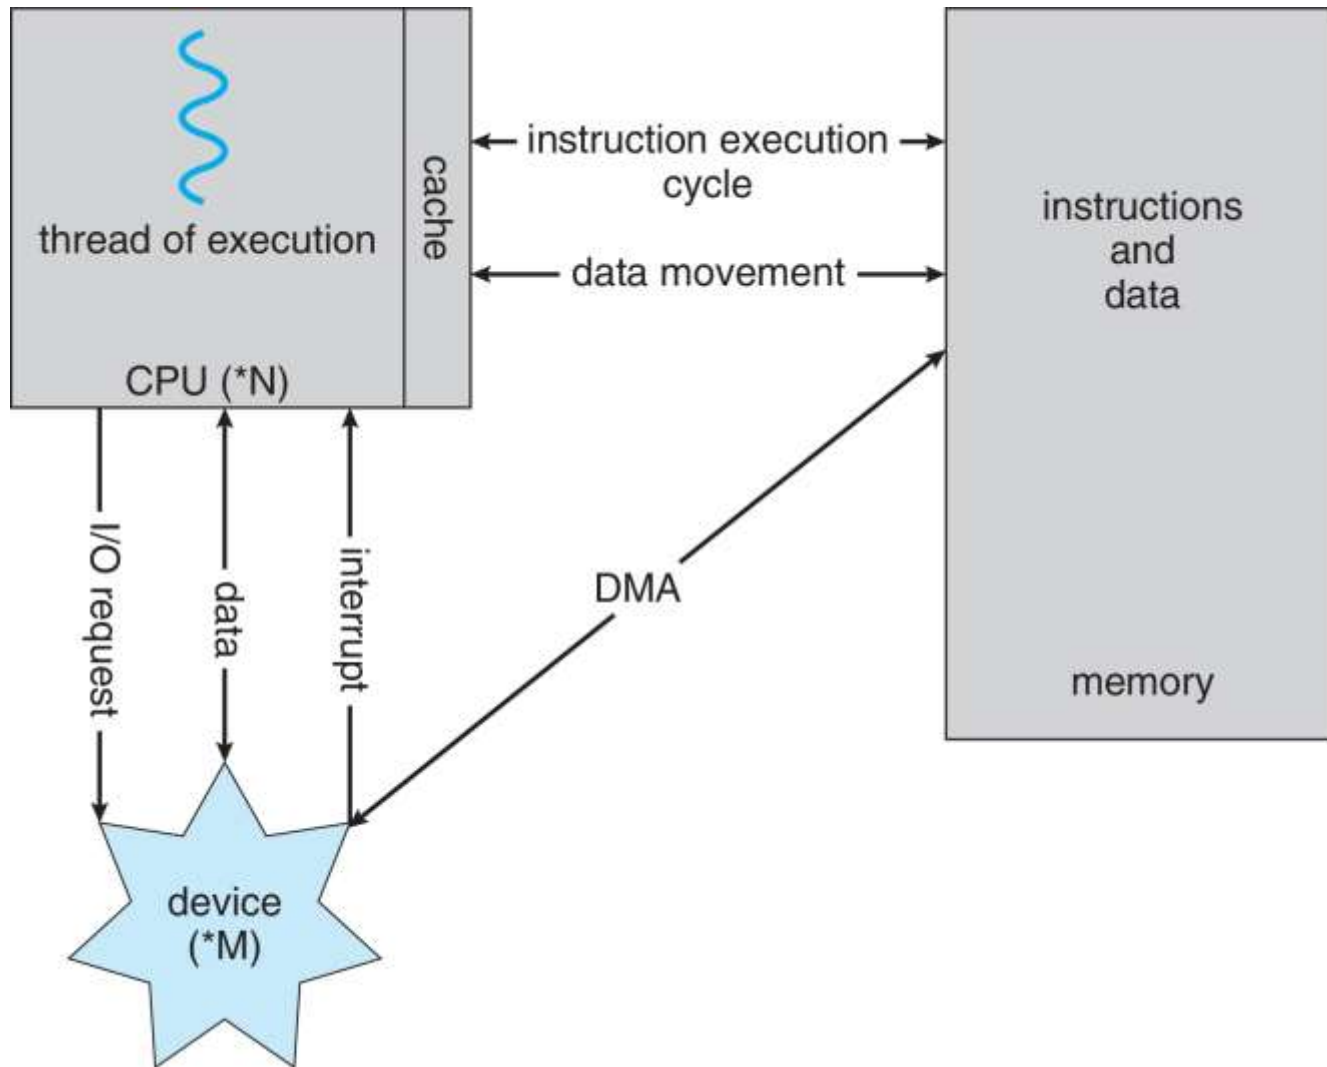 thread of execution
CPU (*N)
cache
instruction execution
cycle
data movement
instructions
and
data
memory
I/O request
data
interrupt
DMA
device
(*M)